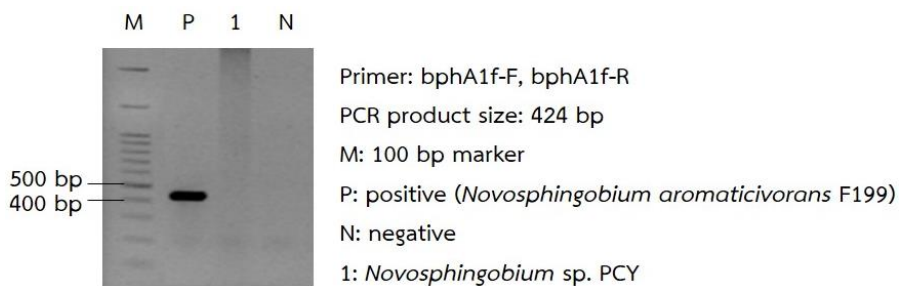 M P 1 N
Primer: bphA1f-F, bphA1f-R
PCR product size: 424 bp
M: 100 bp marker
500 bp
P: positive (Novosphingobium aromaticivorans F199)
400 bp
N: negative
1: Novosphingobium sp. PCY